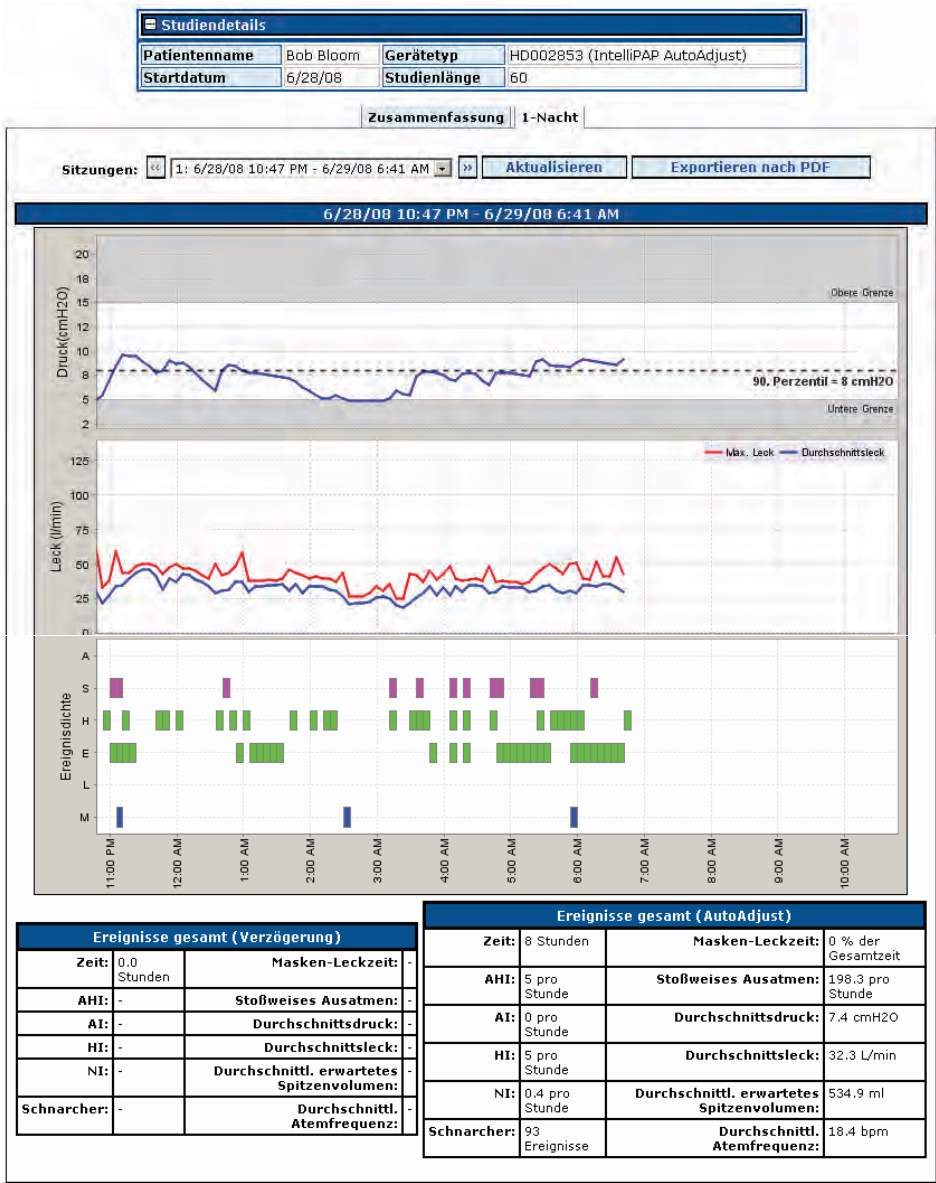 Studiendetails
Patientenname Bob Bloom Gerätetyp HD002853 (IntelliPAP AutoAdjust)
Startdatum 6/28/08 Studienlänge 60
Zusammenfassung 1-Nacht
Sitzungen: « 1: 6/28/08 10:47 PM - 6/29/08 6:41 AM » Aktualisieren Exportieren nach PDF
6/28/08 10:47 PM - 6/29/08 6:41 AM
Druck(cmH2O)
20
18
15
12
10
8
5
2
Obere Grenze
90. Perzentil = 8 cmH2O
Untere Grenze
Leck (l/min)
125
100
75
50
25
0
Max. Leck Durchschnittsleck
Ereignisdichte
A
S
H
E
L
M
11:00 PM 12:00 AM 1:00 AM 2:00 AM 3:00 AM 4:00 AM 5:00 AM 6:00 AM 7:00 AM 8:00 AM 9:00 AM 10:00 AM
Ereignisse gesamt (Verzögerung)
Zeit: 0.0 Masken-Leckzeit: -
Stunden
AHI: - Stoßweises Ausatmen: -
AI: - Durchschnittsdruck: -
HI: - Durchschnittsleck: -
NI: - Durchschnittl. erwartetes -
Spitzenvolumen:
Schnarcher: - Durchschnittl. -
Atemfrequenz:
Ereignisse gesamt (AutoAdjust)
Zeit: 8 Stunden Masken-Leckzeit: 0 % der
Gesamtzeit
AHI: 5 pro Stoßweises Ausatmen: 198.3 pro
Stunde Stunde
AI: 0 pro Durchschnittsdruck: 7.4 cmH2O
Stunde
HI: 5 pro Durchschnittsleck: 32.3 L/min
Stunde
NI: 0.4 pro Durchschnittl. erwartetes 534.9 ml
Stunde Spitzenvolumen:
Schnarcher: 93 Durchschnittl. 18.4 bpm
Ereignisse Atemfrequenz: